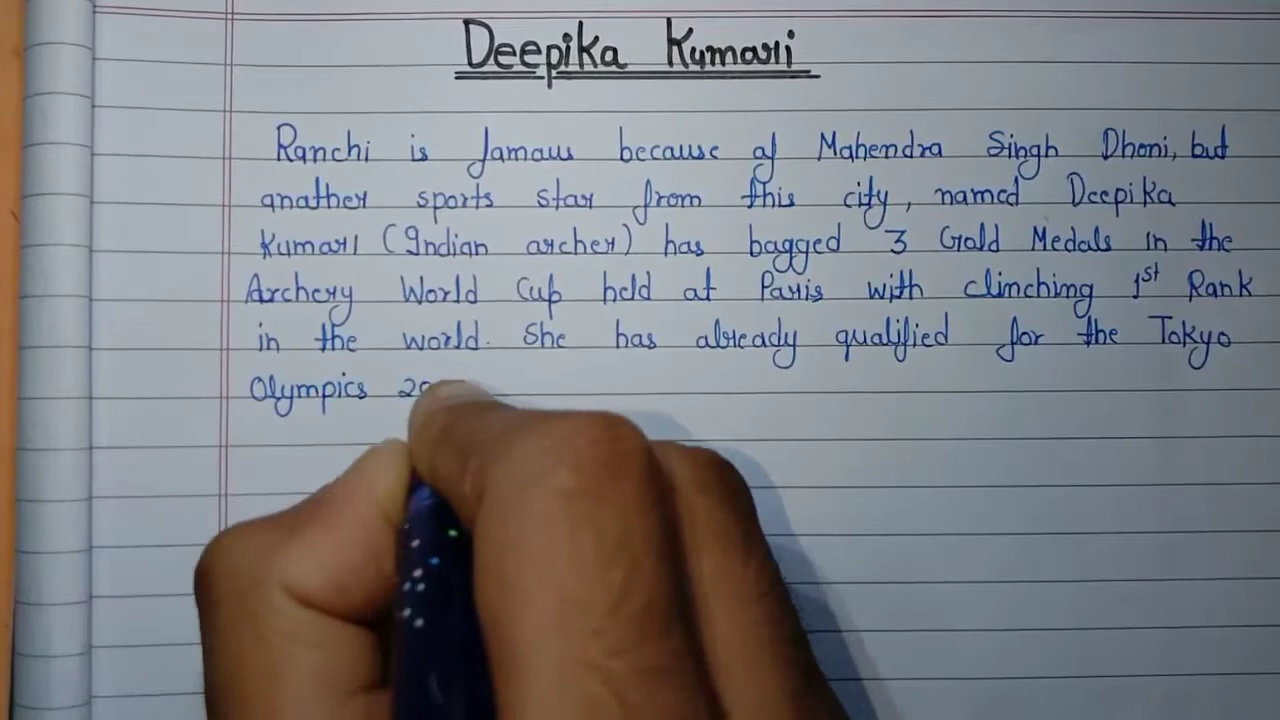 Deepika Kumari
Ranchi is famous because of Mahendra Singh Dhoni, but
another sports star from this city, named Deepika
Kumari (Indian archer) has bagged 3 Gold Medals in the
Archery World Cup held at Paris with clinching 1st Rank
in the world. She has already qualified for the Tokyo
Olympics 20